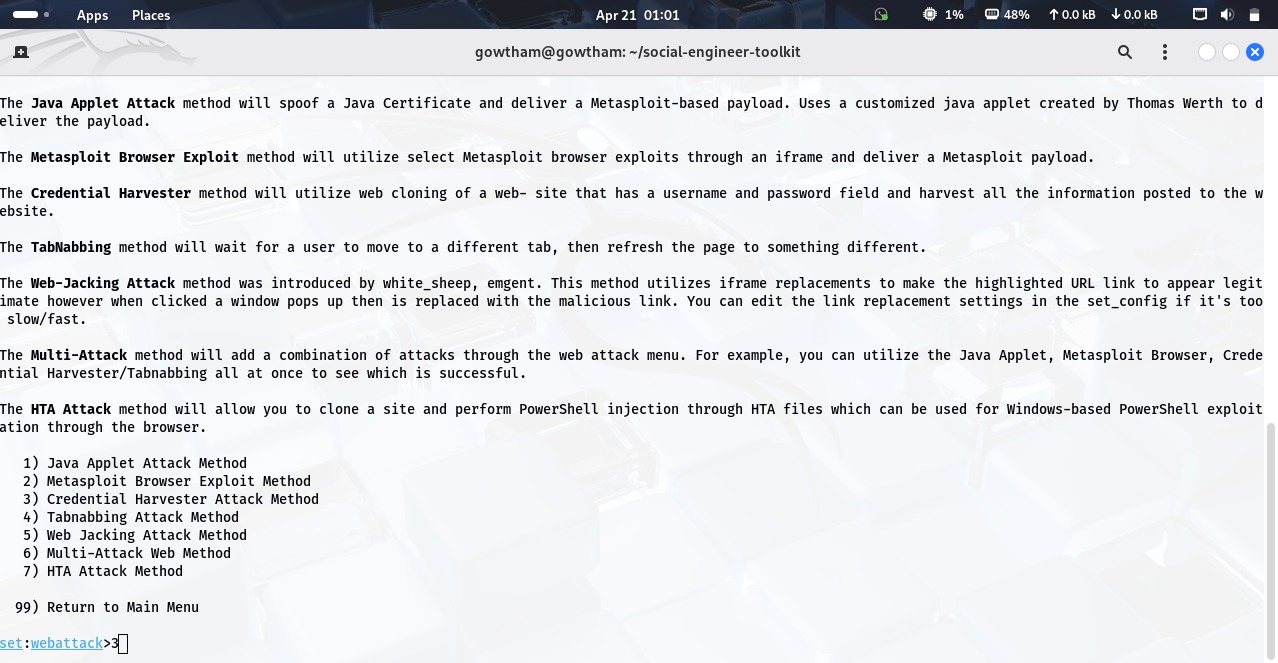 Apps Places Apr 21 01:01 1% 48% 0.0 kB 0.0 kB
gowtham@gowtham: ~/social-engineer-toolkit
The Java Applet Attack method will spoof a Java Certificate and deliver a Metasploit-based payload. Uses a customized java applet created by Thomas Werth to d
eliver the payload.
The Metasploit Browser Exploit method will utilize select Metasploit browser exploits through an iframe and deliver a Metasploit payload.
The Credential Harvester method will utilize web cloning of a web- site that has a username and password field and harvest all the information posted to the w
ebsite.
The TabNabbing method will wait for a user to move to a different tab, then refresh the page to something different.
The Web-Jacking Attack method was introduced by white_sheep, emgent. This method utilizes iframe replacements to make the highlighted URL link to appear legit
imate however when clicked a window pops up then is replaced with the malicious link. You can edit the link replacement settings in the set_config if it's too
 slow/fast.
The Multi-Attack method will add a combination of attacks through the web attack menu. For example, you can utilize the Java Applet, Metasploit Browser, Crede
ntial Harvester/Tabnabbing all at once to see which is successful.
The HTA Attack method will allow you to clone a site and perform PowerShell injection through HTA files which can be used for Windows-based PowerShell exploit
ation through the browser.
   1) Java Applet Attack Method
   2) Metasploit Browser Exploit Method
   3) Credential Harvester Attack Method
   4) Tabnabbing Attack Method
   5) Web Jacking Attack Method
   6) Multi-Attack Web Method
   7) HTA Attack Method
  99) Return to Main Menu
set:webattack>3